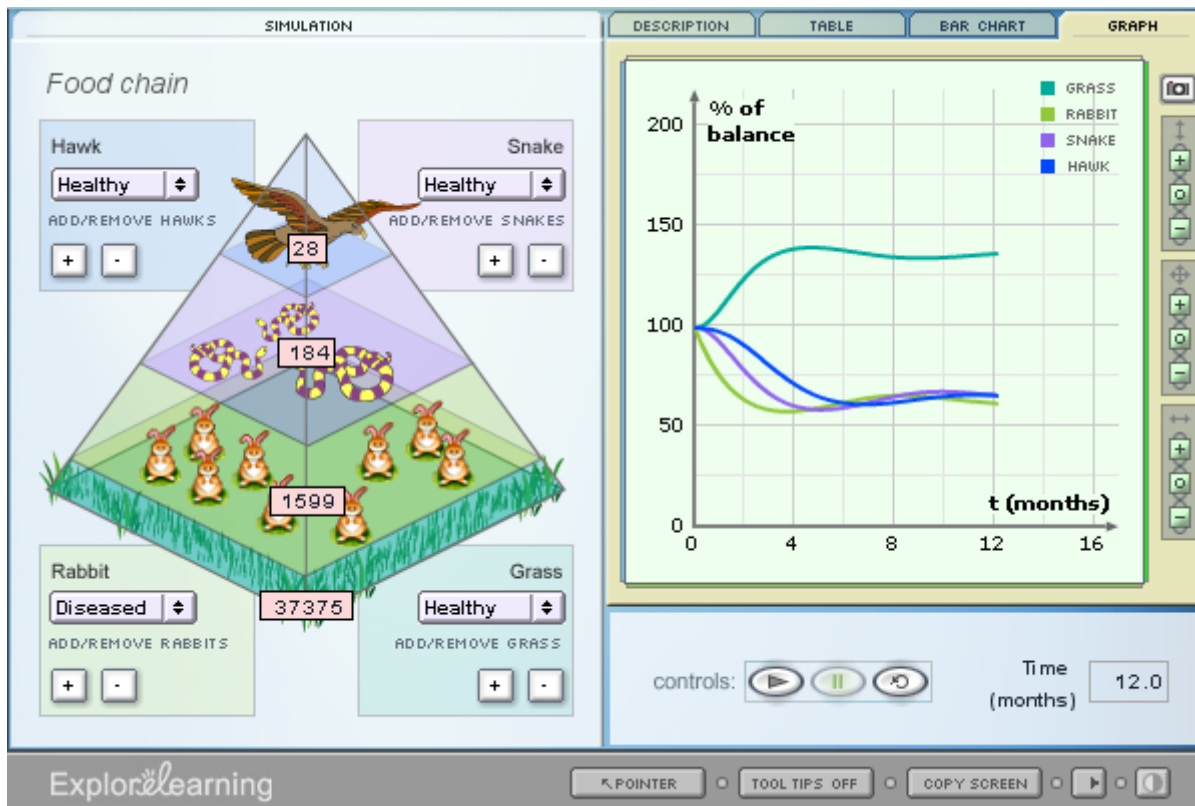 SIMULATION
DESCRIPTION
TABLE
BAR CHART
GRAPH
Food chain
Hawk
Healthy
ADD/REMOVE HAWKS
+ -
Snake
Healthy
ADD/REMOVE SNAKES
+ -
28
184
1599
37375
Rabbit
Diseased
ADD/REMOVE RABBITS
+ -
Grass
Healthy
ADD/REMOVE GRASS
+ -
% of
balance
GRASS
RABBIT
SNAKE
HAWK
200
150
100
50
0
t (months)
0 4 8 12 16
+
-
+
-
+
-
controls:
Time
(months)
12.0
ExploreLearning
POINTER
TOOL TIPS OFF
COPY SCREEN